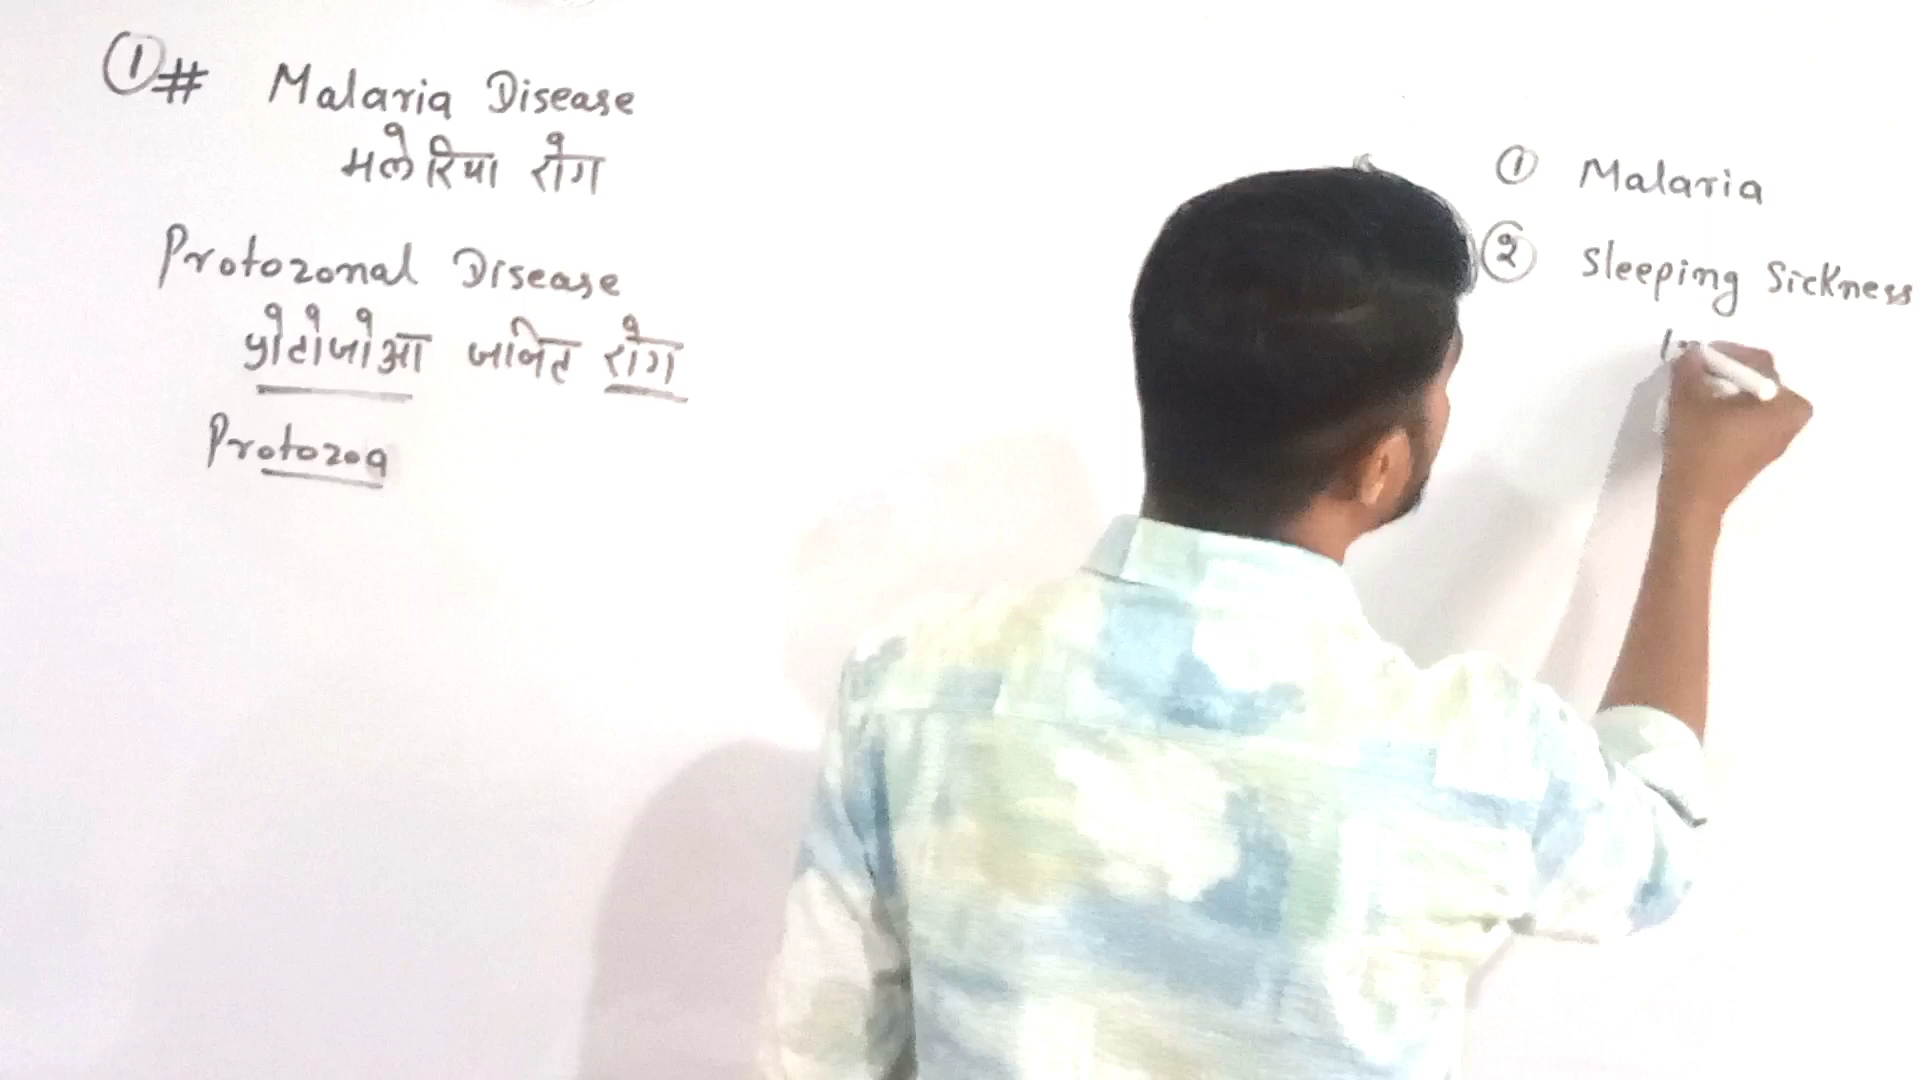 ① # Malaria Disease
मलेरिया रोग
Protozonal Disease
प्रोटोजोआ जनित रोग
Protozoa
① Malaria
② Sleeping Sickness